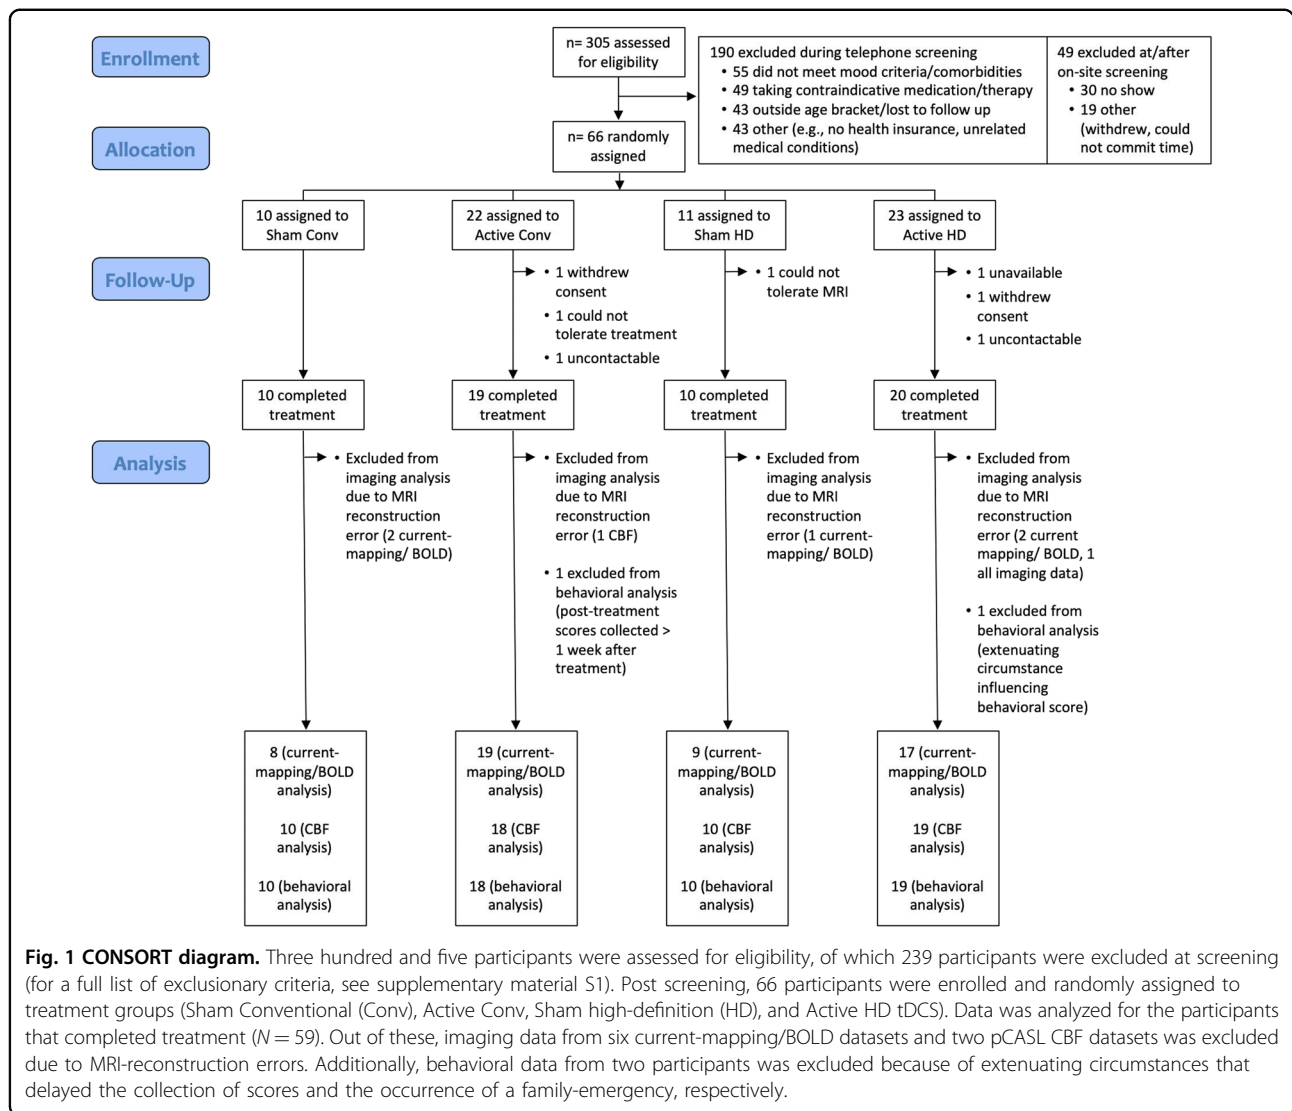 Enrollment
n= 305 assessed
for eligibility
190 excluded during telephone screening
• 55 did not meet mood criteria/comorbidities
• 49 taking contraindicative medication/therapy
• 43 outside age bracket/lost to follow up
• 43 other (e.g., no health insurance, unrelated
medical conditions)
49 excluded at/after
on-site screening
• 30 no show
• 19 other
(withdrew, could
not commit time)
Allocation
n= 66 randomly
assigned
10 assigned to
Sham Conv
22 assigned to
Active Conv
11 assigned to
Sham HD
23 assigned to
Active HD
Follow-Up
• 1 withdrew
consent
• 1 could not
tolerate treatment
• 1 uncontactable
• 1 could not
tolerate MRI
• 1 unavailable
• 1 withdrew
consent
• 1 uncontactable
10 completed
treatment
19 completed
treatment
10 completed
treatment
20 completed
treatment
Analysis
• Excluded from
imaging analysis
due to MRI
reconstruction
error (2 current-
mapping/ BOLD)
• Excluded from
imaging analysis
due to MRI
reconstruction
error (1 CBF)
• 1 excluded from
behavioral analysis
(post-treatment
scores collected >
1 week after
treatment)
• Excluded from
imaging analysis
due to MRI
reconstruction
error (1 current-
mapping/ BOLD)
• Excluded from
imaging analysis
due to MRI
reconstruction
error (2 current
mapping/ BOLD, 1
all imaging data)
• 1 excluded from
behavioral analysis
(extenuating
circumstance
influencing
behavioral score)
8 (current-
mapping/BOLD
analysis)
10 (CBF
analysis)
10 (behavioral
analysis)
19 (current-
mapping/BOLD
analysis)
18 (CBF
analysis)
18 (behavioral
analysis)
9 (current-
mapping/BOLD
analysis)
10 (CBF
analysis)
10 (behavioral
analysis)
17 (current-
mapping/BOLD
analysis)
19 (CBF
analysis)
19 (behavioral
analysis)
Fig. 1 CONSORT diagram. Three hundred and five participants were assessed for eligibility, of which 239 participants were excluded at screening
(for a full list of exclusionary criteria, see supplementary material S1). Post screening, 66 participants were enrolled and randomly assigned to
treatment groups (Sham Conventional (Conv), Active Conv, Sham high-definition (HD), and Active HD tDCS). Data was analyzed for the participants
that completed treatment (N = 59). Out of these, imaging data from six current-mapping/BOLD datasets and two pCASL CBF datasets was excluded
due to MRI-reconstruction errors. Additionally, behavioral data from two participants was excluded because of extenuating circumstances that
delayed the collection of scores and the occurrence of a family-emergency, respectively.